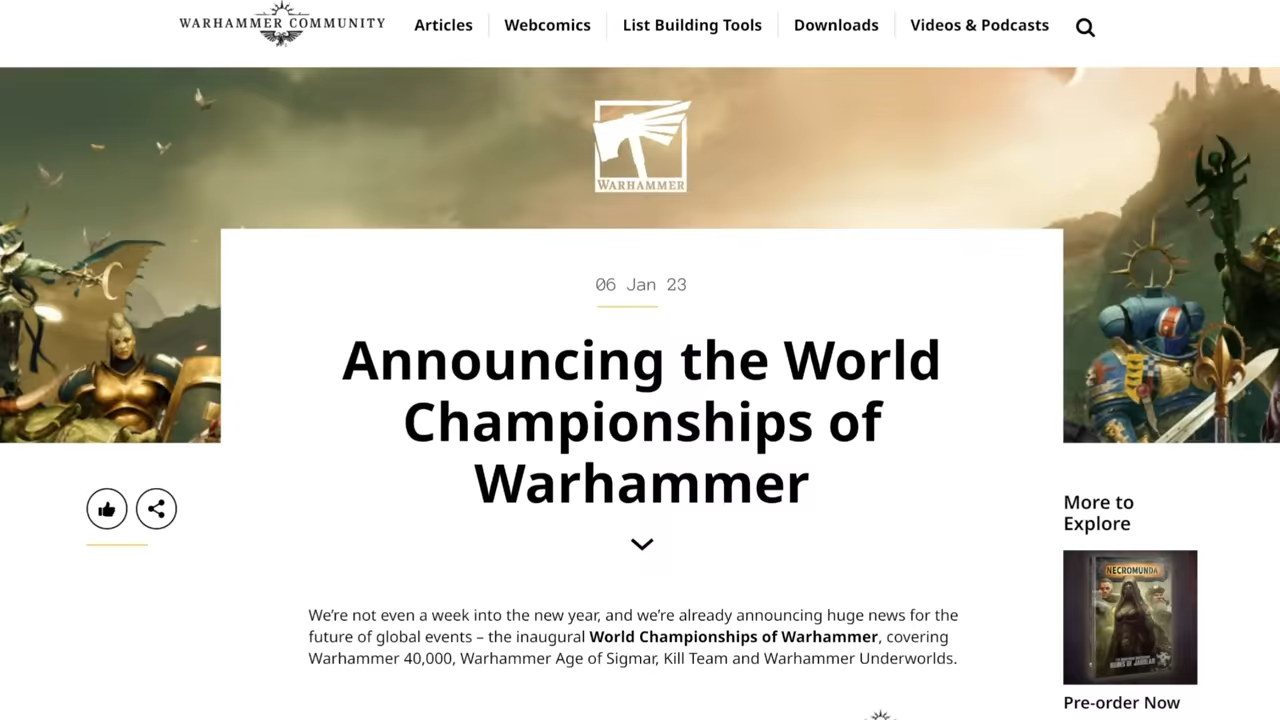 WARHAMMER COMMUNITY
Articles
Webcomics
List Building Tools
Downloads
Videos & Podcasts
WARHAMMER
06 Jan 23
Announcing the World
Championships of
Warhammer
We’re not even a week into the new year, and we’re already announcing huge news for the
future of global events – the inaugural World Championships of Warhammer, covering
Warhammer 40,000, Warhammer Age of Sigmar, Kill Team and Warhammer Underworlds.
More to
Explore
NECROMUNDA
Pre-order Now